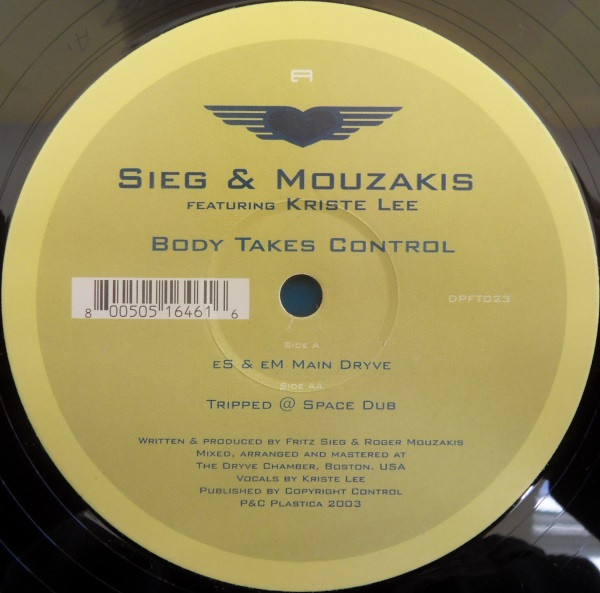 A
SIEG & MOUZAKIS
FEATURING KRISTE LEE
BODY TAKES CONTROL
8 00505 16461 6
DPFT023
SIDE A
eS & eM MAIN DRYVE
SIDE AA
TRIPPED @ SPACE DUB
WRITTEN & PRODUCED BY FRITZ SIEG & ROGER MOUZAKIS
MIXED, ARRANGED AND MASTERED AT
THE DRYVE CHAMBER, BOSTON, USA
VOCALS BY KRISTE LEE
PUBLISHED BY COPYRIGHT CONTROL
P&C PLASTICA 2003